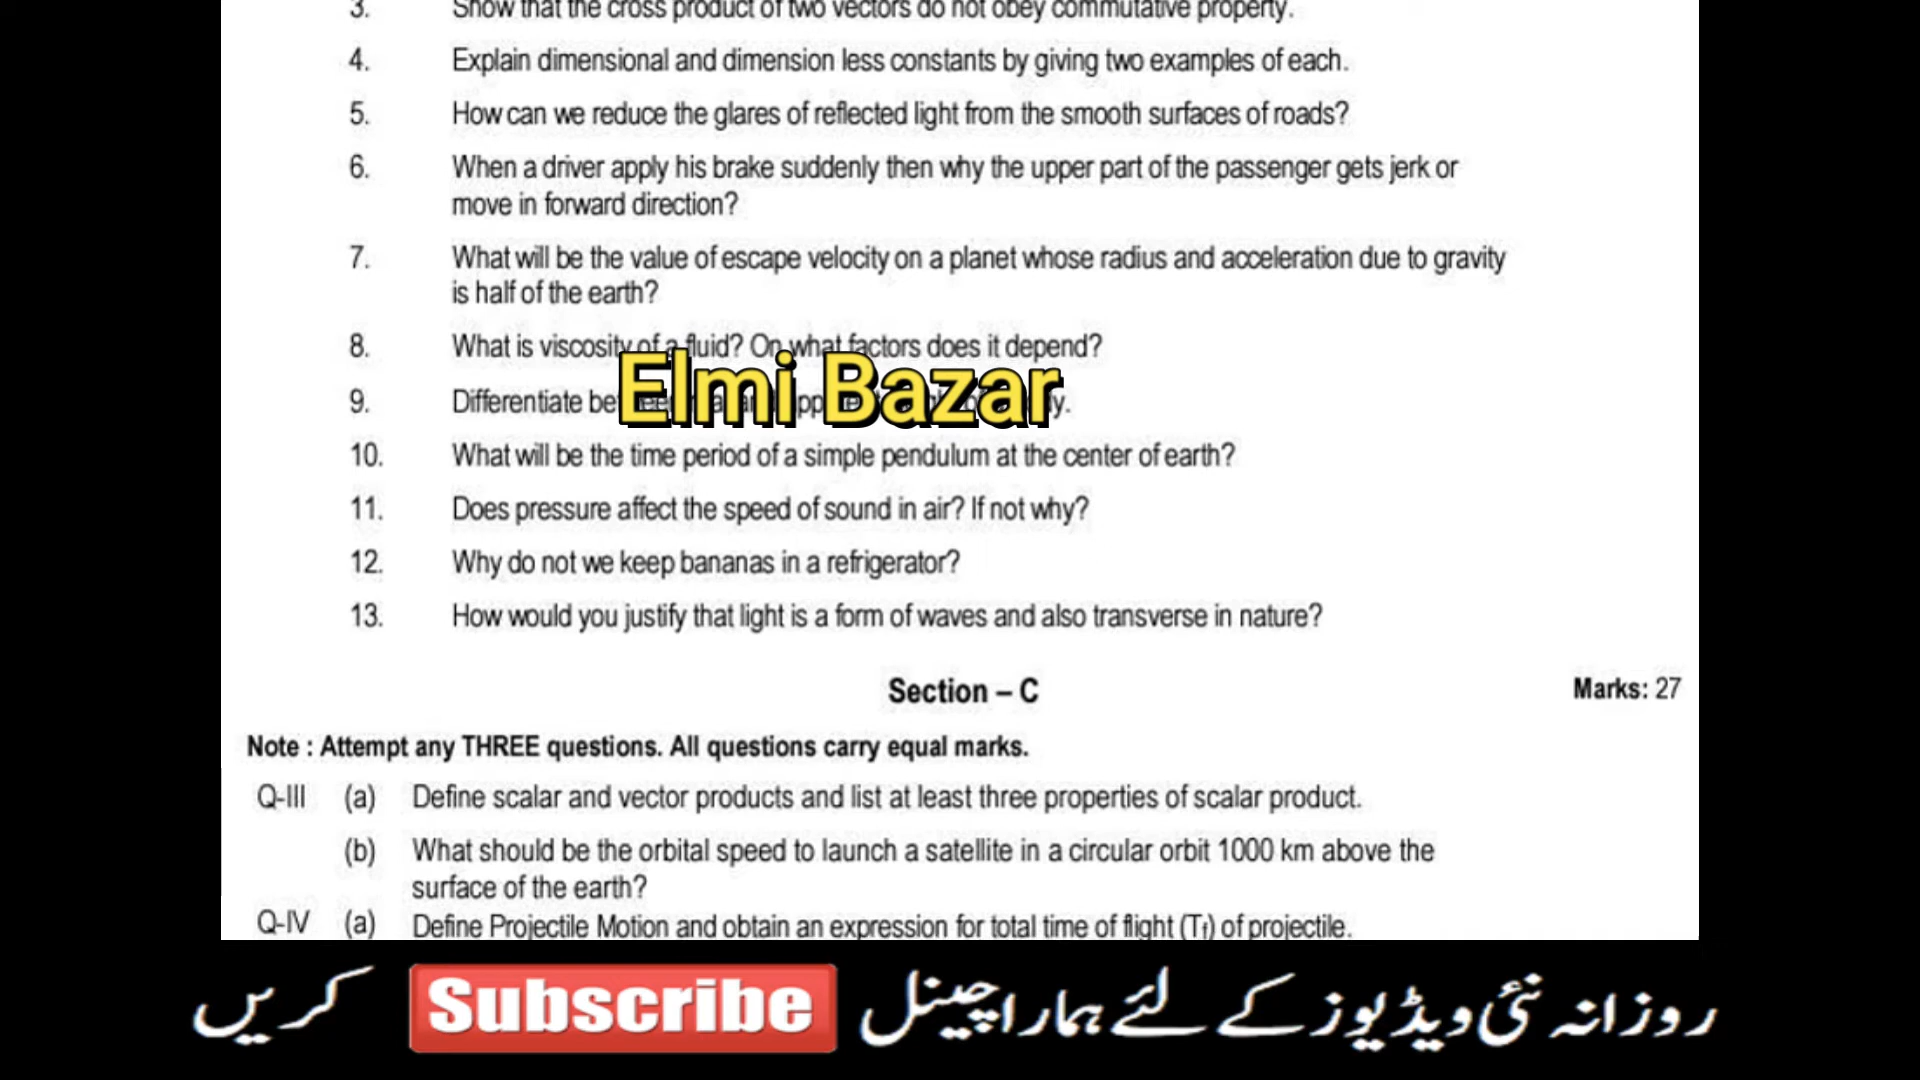 3. Show that the cross product of two vectors do not obey commutative property.
4. Explain dimensional and dimension less constants by giving two examples of each.
5. How can we reduce the glares of reflected light from the smooth surfaces of roads?
6. When a driver apply his brake suddenly then why the upper part of the passenger gets jerk or
move in forward direction?
7. What will be the value of escape velocity on a planet whose radius and acceleration due to gravity
is half of the earth?
8. What is viscosity of a fluid? On what factors does it depend?
Elmi Bazar
9. Differentiate
10. What will be the time period of a simple pendulum at the center of earth?
11. Does pressure affect the speed of sound in air? If not why?
12. Why do not we keep bananas in a refrigerator?
13. How would you justify that light is a form of waves and also transverse in nature?
Section – C Marks: 27
Note : Attempt any THREE questions. All questions carry equal marks.
Q-III (a) Define scalar and vector products and list at least three properties of scalar product.
(b) What should be the orbital speed to launch a satellite in a circular orbit 1000 km above the
surface of the earth?
Q-IV (a) Define Projectile Motion and obtain an expression for total time of flight (Tf) of projectile.
روزانہ نئی ویڈیوز کے لئے ہمارا چینل Subscribe کریں